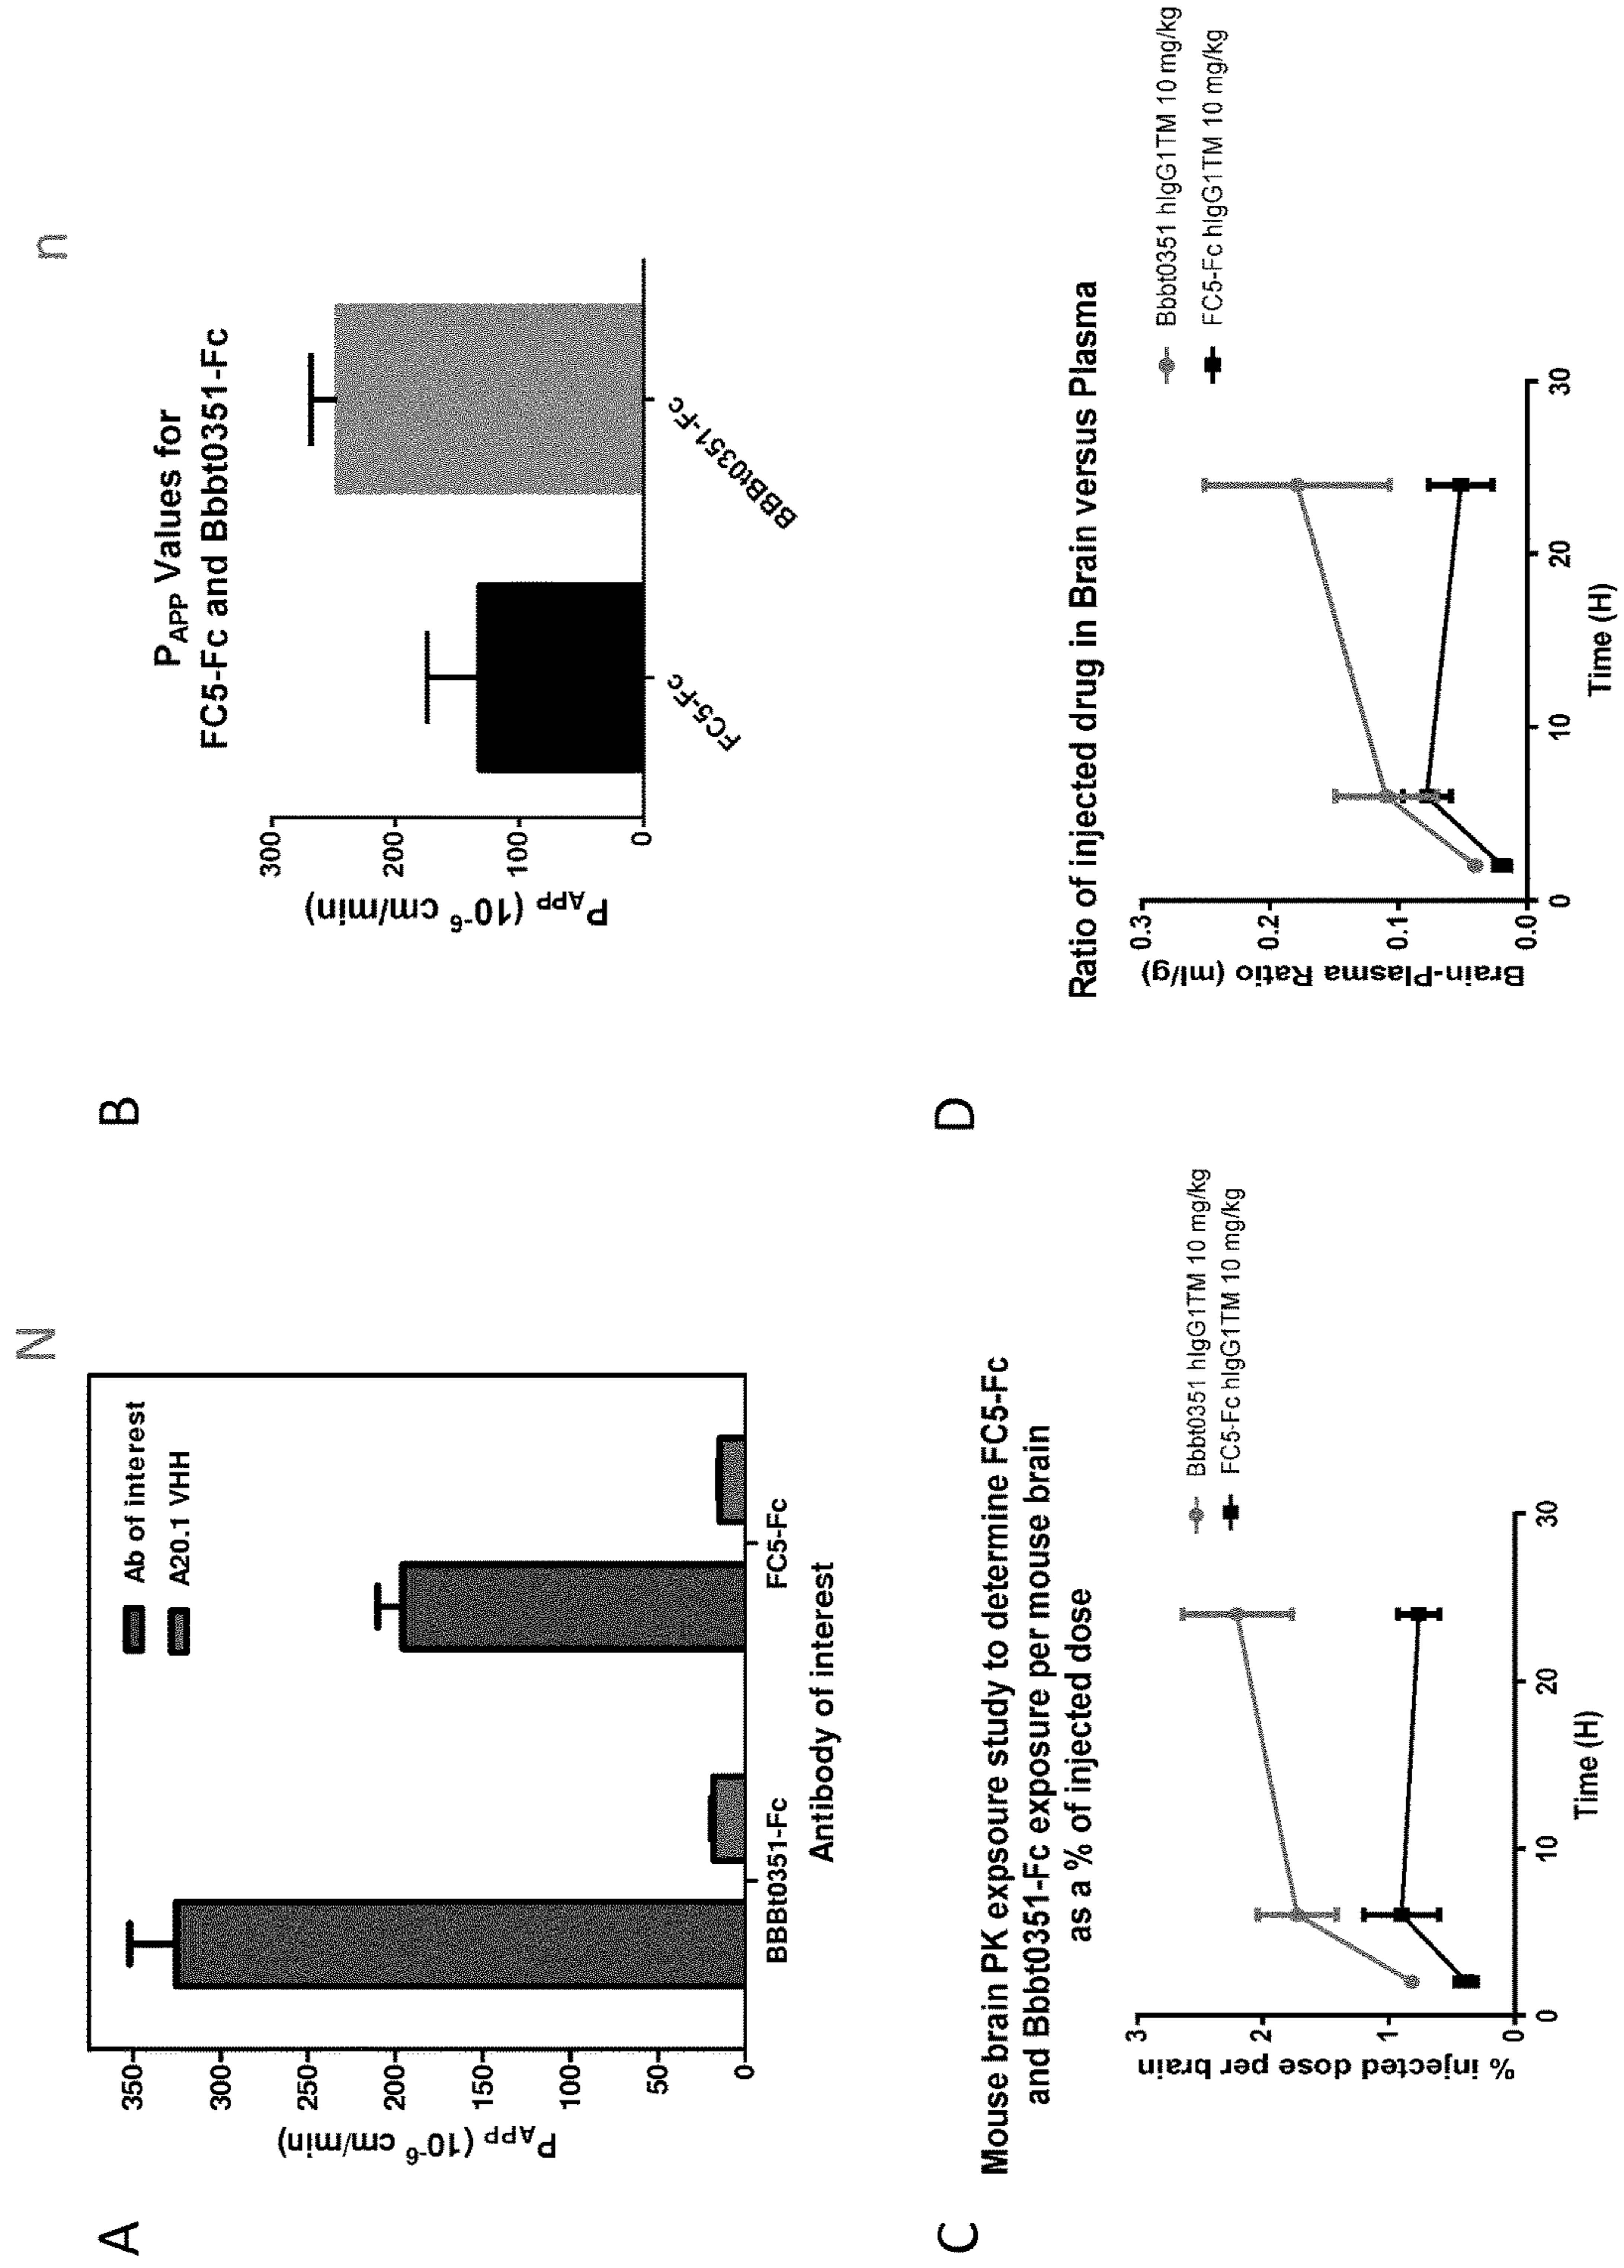 N
n
A
P_APP (10^-6 cm/min)
350
300
250
200
150
100
50
0
Ab of interest
A20.1 VHH
BBBt0351-Fc
FC5-Fc
Antibody of interest
B
P_APP Values for
FC5-Fc and Bbbt0351-Fc
P_APP (10^-6 cm/min)
300
200
100
0
FC5-Fc
BBBt0351-Fc
C
Mouse brain PK expsoure study to determine FC5-Fc
and Bbbt0351-Fc exposure per mouse brain
as a % of injected dose
% injected dose per brain
3
2
1
0
0 10 20 30
Time (H)
Bbbt0351 hIgG1TM 10 mg/kg
FC5-Fc hIgG1TM 10 mg/kg
D
Ratio of injected drug in Brain versus Plasma
Brain-Plasma Ratio (ml/g)
0.3
0.2
0.1
0.0
0 10 20 30
Time (H)
Bbbt0351 hIgG1TM 10 mg/kg
FC5-Fc hIgG1TM 10 mg/kg